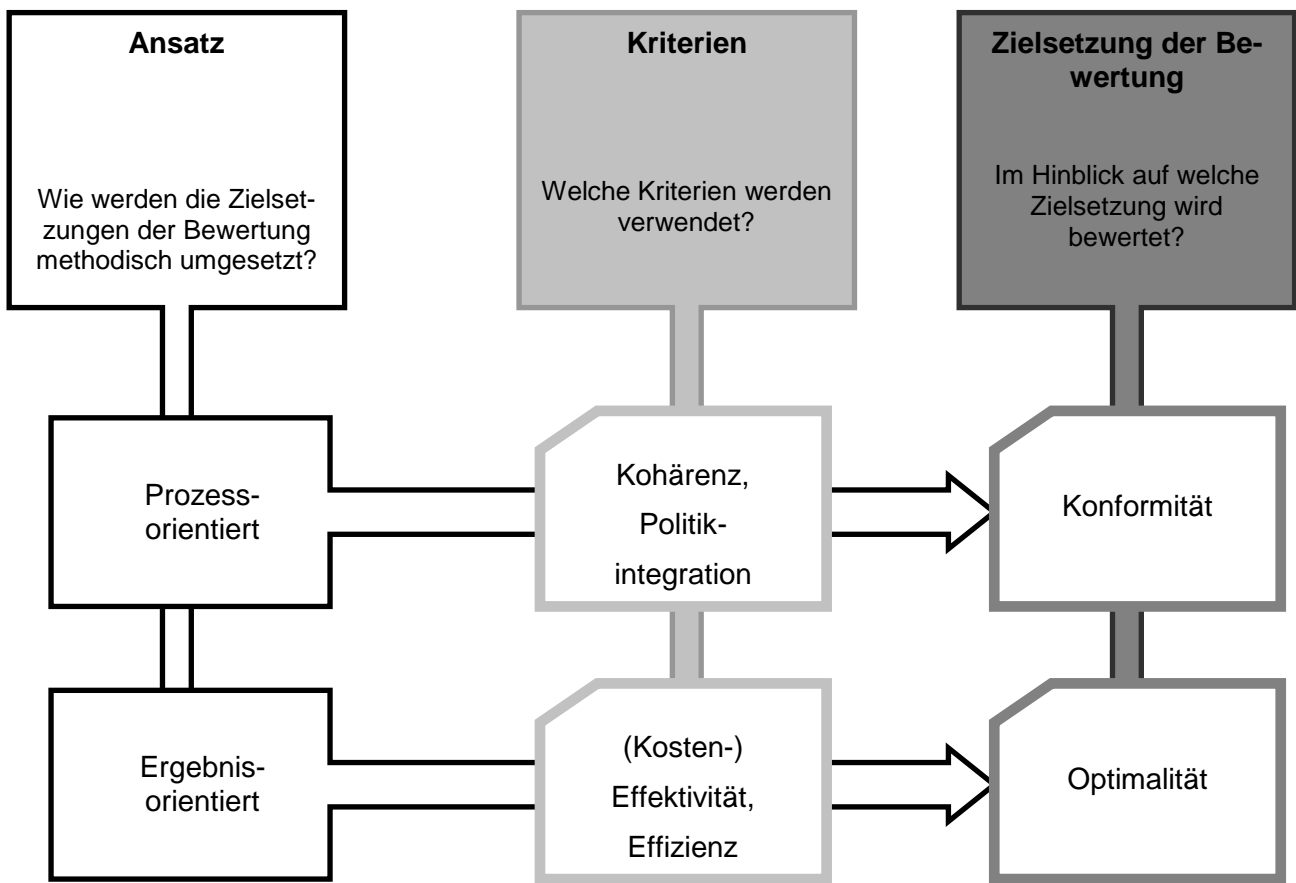 Ansatz
Wie werden die Zielset-
zungen der Bewertung
methodisch umgesetzt?
Kriterien
Welche Kriterien werden
verwendet?
Zielsetzung der Be-
wertung
Im Hinblick auf welche
Zielsetzung wird
bewertet?
Prozess-
orientiert
Kohärenz,
Politik-
integration
Konformität
Ergebnis-
orientiert
(Kosten-)
Effektivität,
Effizienz
Optimalität